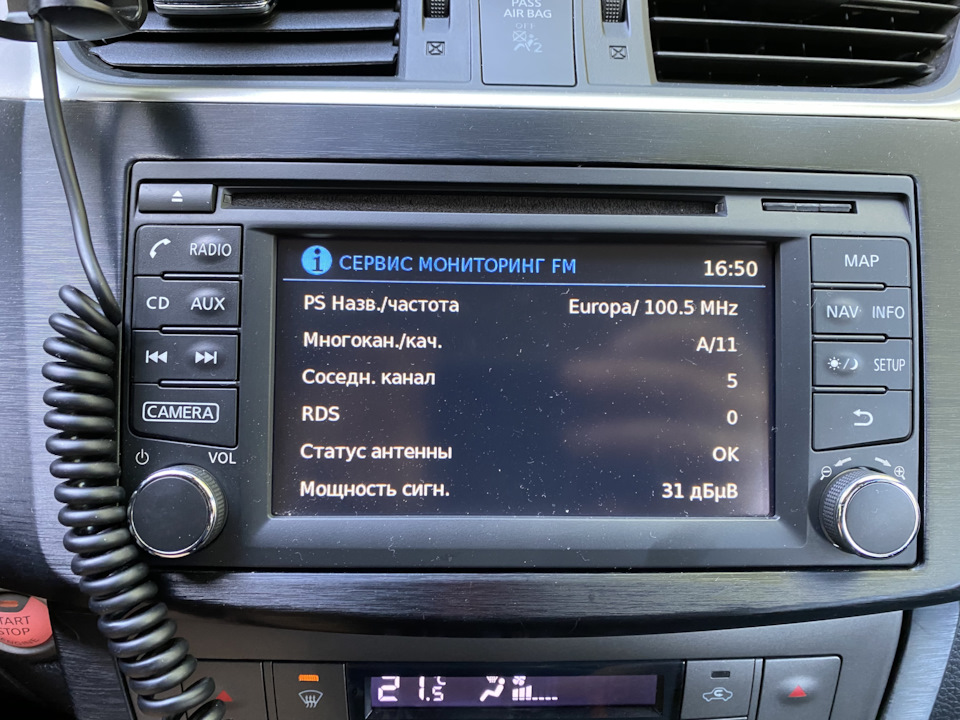 PASS
AIR BAG
OFF
2
RADIO
CD AUX
CAMERA
VOL
i СЕРВИС МОНИТОРИНГ FM 16:50
PS Назв./частота Europa/ 100.5 MHz
Многокан./кач. A/11
Соседн. канал 5
RDS 0
Статус антенны OK
Мощность сигн. 31 дБµВ
MAP
NAV INFO
SETUP
START
STOP
21.5